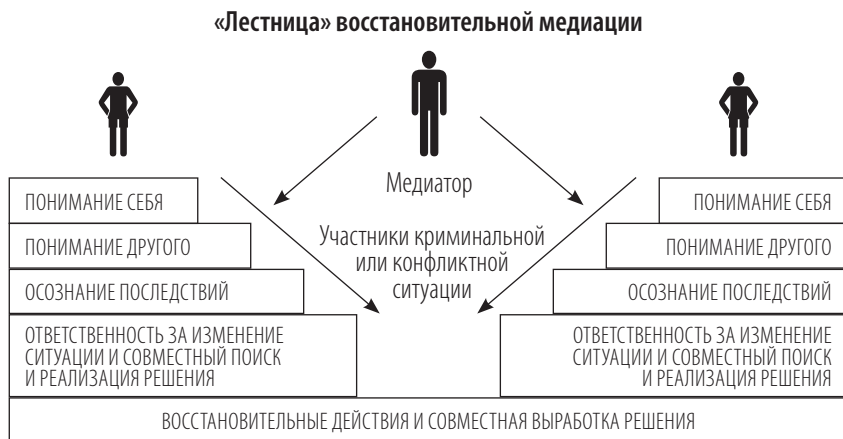 «Лестница» восстановительной медиации
Медиатор
Участники криминальной
или конфликтной
ситуации
ПОНИМАНИЕ СЕБЯ
ПОНИМАНИЕ ДРУГОГО
ОСОЗНАНИЕ ПОСЛЕДСТВИЙ
ОТВЕТСТВЕННОСТЬ ЗА ИЗМЕНЕНИЕ
СИТУАЦИИ И СОВМЕСТНЫЙ ПОИСК
И РЕАЛИЗАЦИЯ РЕШЕНИЯ
ПОНИМАНИЕ СЕБЯ
ПОНИМАНИЕ ДРУГОГО
ОСОЗНАНИЕ ПОСЛЕДСТВИЙ
ОТВЕТСТВЕННОСТЬ ЗА ИЗМЕНЕНИЕ
СИТУАЦИИ И СОВМЕСТНЫЙ ПОИСК
И РЕАЛИЗАЦИЯ РЕШЕНИЯ
ВОССТАНОВИТЕЛЬНЫЕ ДЕЙСТВИЯ И СОВМЕСТНАЯ ВЫРАБОТКА РЕШЕНИЯ